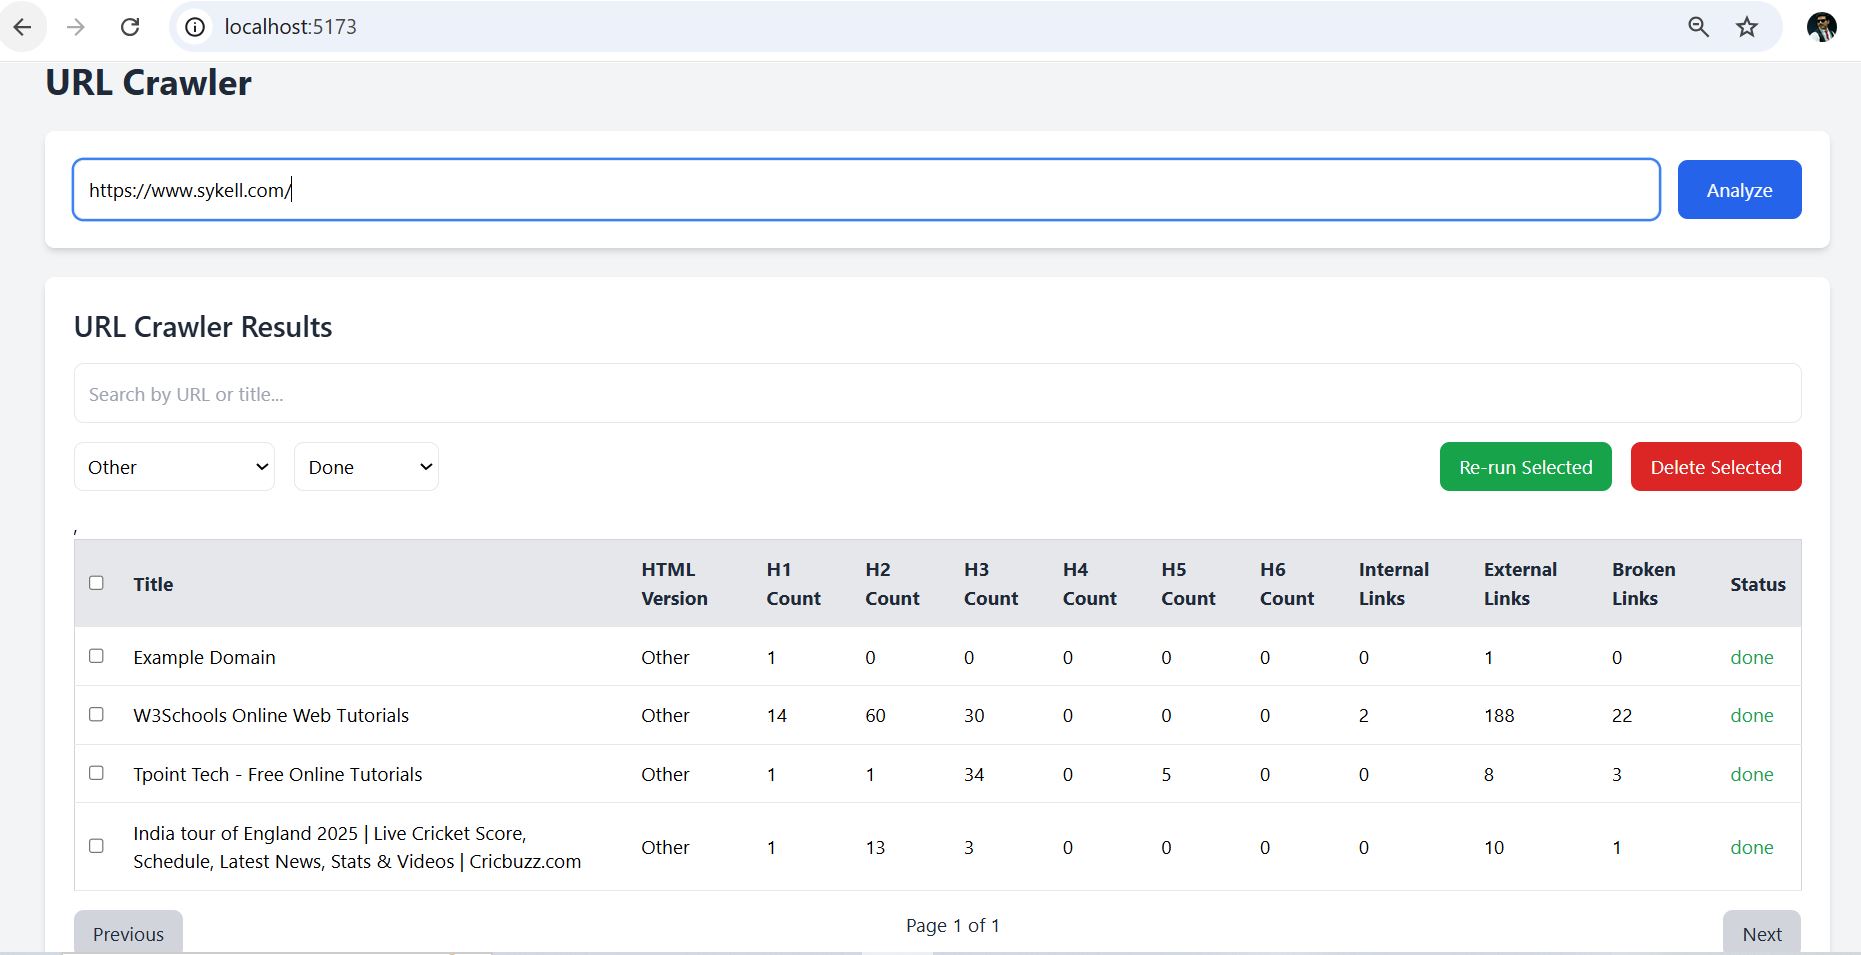 localhost:5173
URL Crawler
https://www.sykell.com/
Analyze
URL Crawler Results
Search by URL or title...
Other
Done
Re-run Selected
Delete Selected
,
Title HTML Version H1 Count H2 Count H3 Count H4 Count H5 Count H6 Count Internal Links External Links Broken Links Status
Example Domain Other 1 0 0 0 0 0 0 1 0 done
W3Schools Online Web Tutorials Other 14 60 30 0 0 0 2 188 22 done
Tpoint Tech - Free Online Tutorials Other 1 1 34 0 5 0 0 8 3 done
India tour of England 2025 | Live Cricket Score,
Schedule, Latest News, Stats & Videos | Cricbuzz.com Other 1 13 3 0 0 0 0 10 1 done
Previous
Page 1 of 1
Next